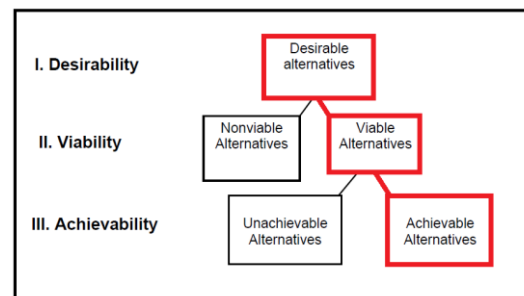 I. Desirability
Desirable
alternatives
II. Viability
Nonviable
Alternatives
Viable
Alternatives
III. Achievability
Unachievable
Alternatives
Achievable
Alternatives